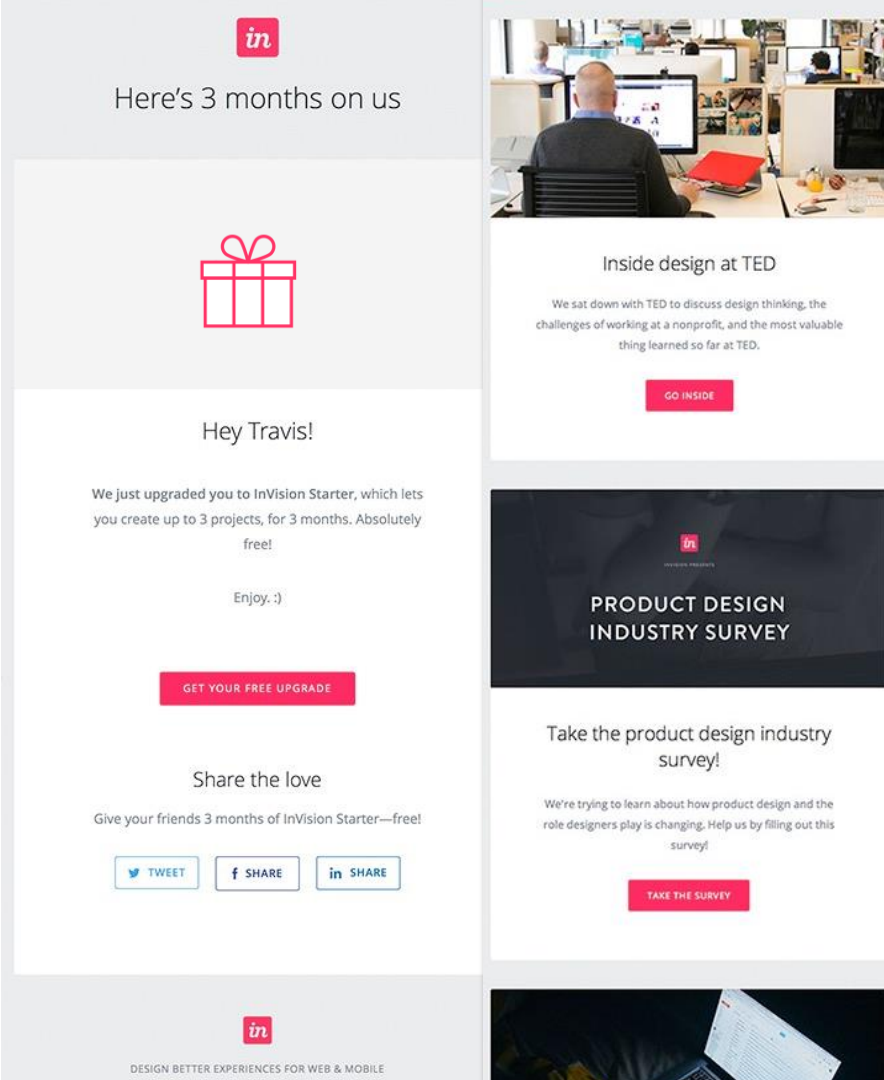 in
Here's 3 months on us
Hey Travis!
We just upgraded you to InVision Starter, which lets
you create up to 3 projects, for 3 months. Absolutely
free!
Enjoy. :)
GET YOUR FREE UPGRADE
Share the love
Give your friends 3 months of InVision Starter—free!
TWEET
f SHARE
in SHARE
in
DESIGN BETTER EXPERIENCES FOR WEB & MOBILE
Inside design at TED
We sat down with TED to discuss design thinking, the
challenges of working at a nonprofit, and the most valuable
thing learned so far at TED.
GO INSIDE
in
INVISION PRESENTS
PRODUCT DESIGN
INDUSTRY SURVEY
Take the product design industry
survey!
We're trying to learn about how product design and the
role designers play is changing. Help us by filling out this
survey!
TAKE THE SURVEY